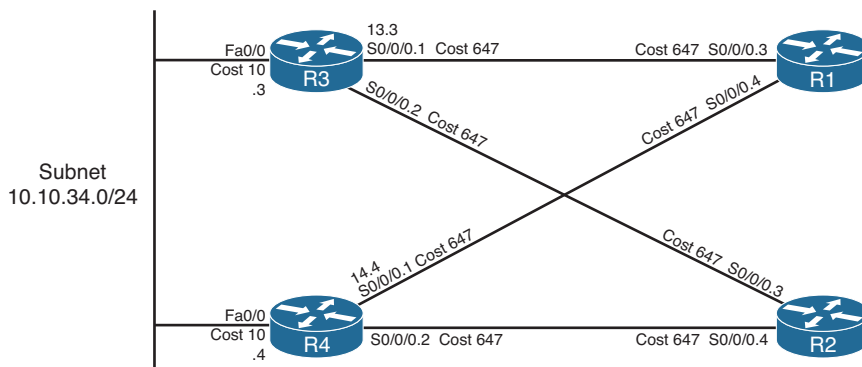 13.3
Fa0/0
S0/0/0.1 Cost 647
Cost 647 S0/0/0.3
Cost 10
R3
R1
.3
S0/0/0.2 Cost 647
Cost 647 S0/0/0.4
Subnet
10.10.34.0/24
14.4
S0/0/0.1 Cost 647
Cost 647 S0/0/0.3
Fa0/0
Cost 10
R4
R2
.4
S0/0/0.2 Cost 647
Cost 647 S0/0/0.4